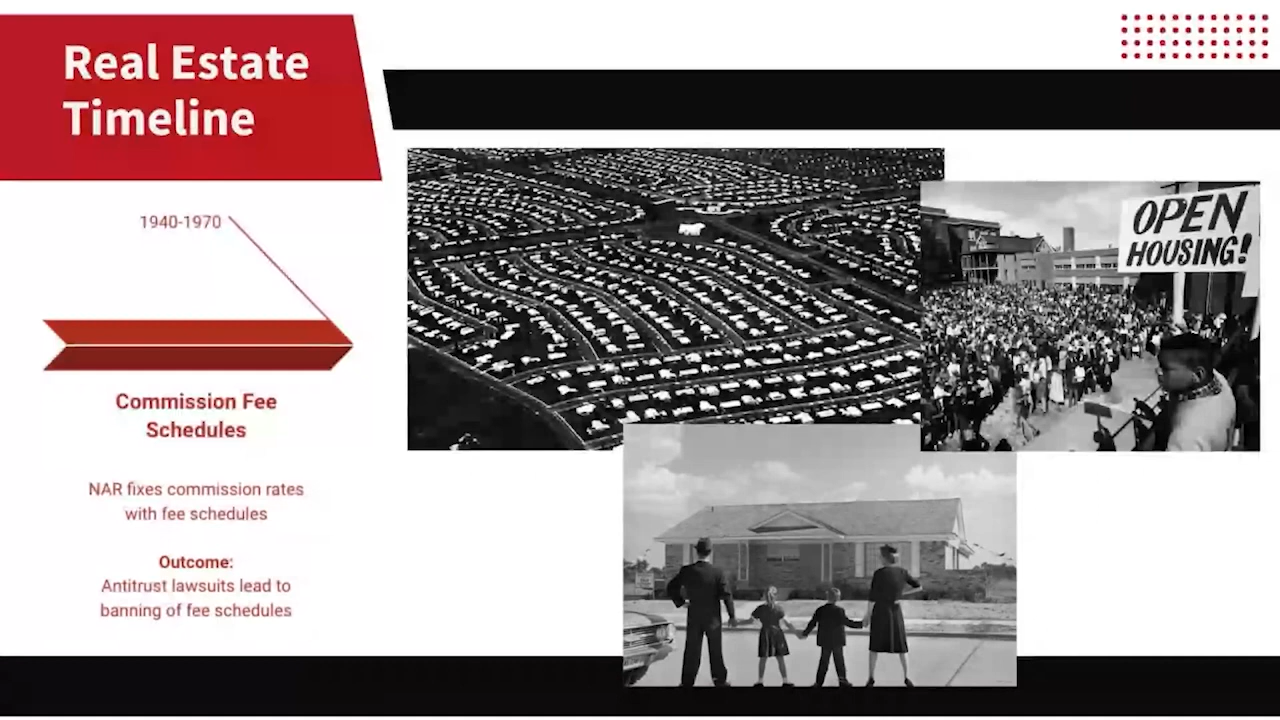 Real Estate
Timeline
1940-1970
Commission Fee
Schedules
NAR fixes commission rates
with fee schedules
Outcome:
Antitrust lawsuits lead to
banning of fee schedules
OPEN
HOUSING!